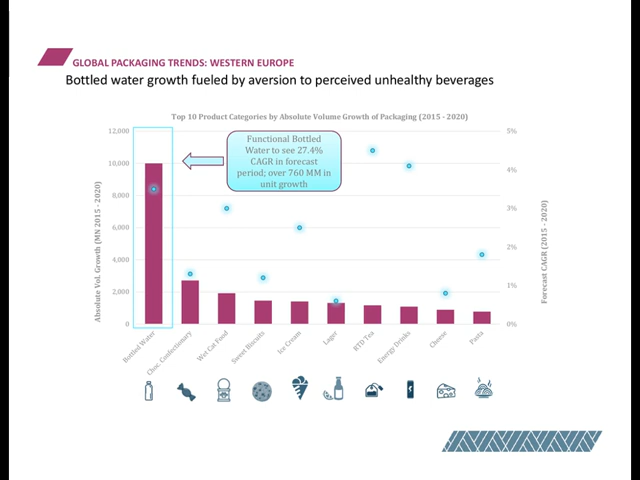 GLOBAL PACKAGING TRENDS: WESTERN EUROPE
Bottled water growth fueled by aversion to perceived unhealthy beverages
Top 10 Product Categories by Absolute Volume Growth of Packaging (2015 - 2020)
Functional Bottled
Water to see 27.4%
CAGR in forecast
period; over 760 MM in
unit growth
Absolute Vol. Growth (MN 2015 - 2020)
12,000
10,000
8,000
6,000
4,000
2,000
0
5%
4%
3%
2%
1%
0%
Forecast CAGR (2015 - 2020)
Bottled Water
Choc. Confectionary
Wet Cat Food
Sweet Biscuits
Ice Cream
Lager
RTD Tea
Energy Drinks
Cheese
Pasta